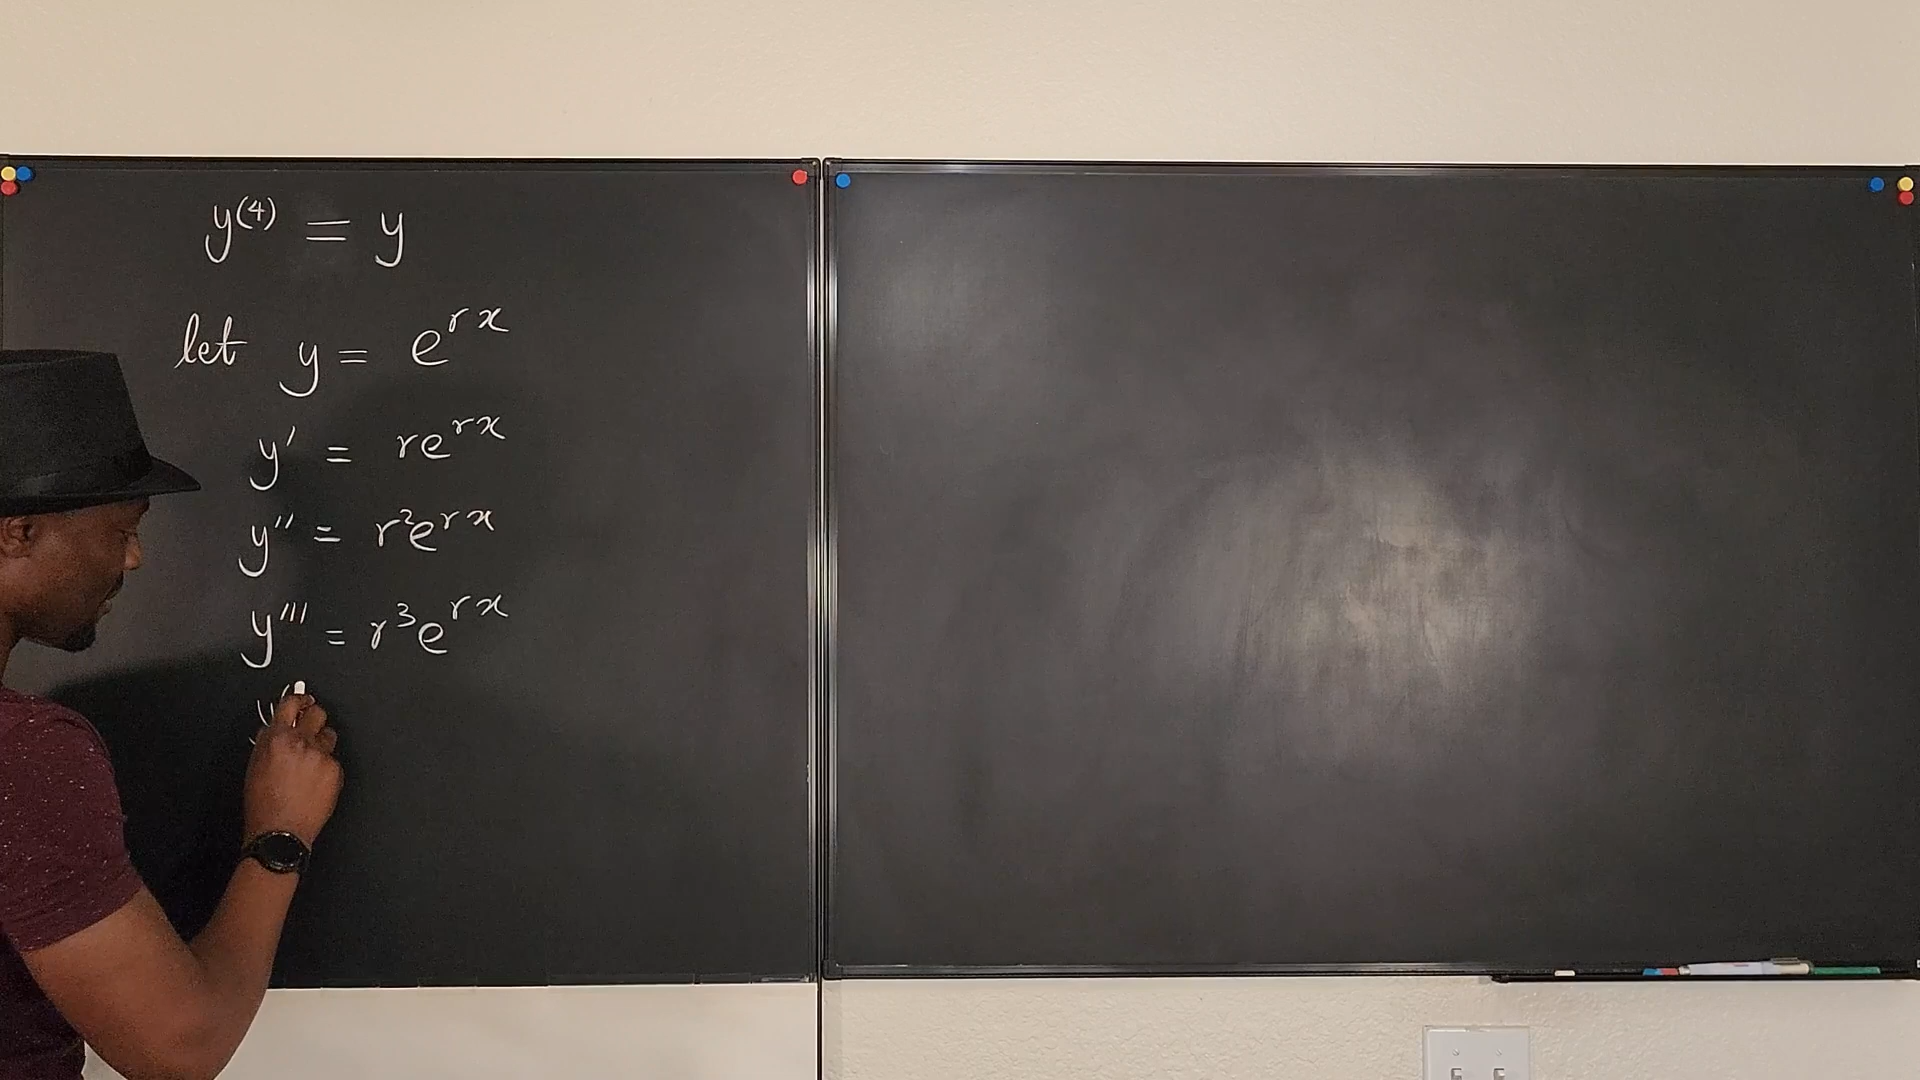 y⁽⁴⁾ = y
let y = e^{rx}
y′ = re^{rx}
y″ = r²e^{rx}
y‴ = r³e^{rx}
y⁽